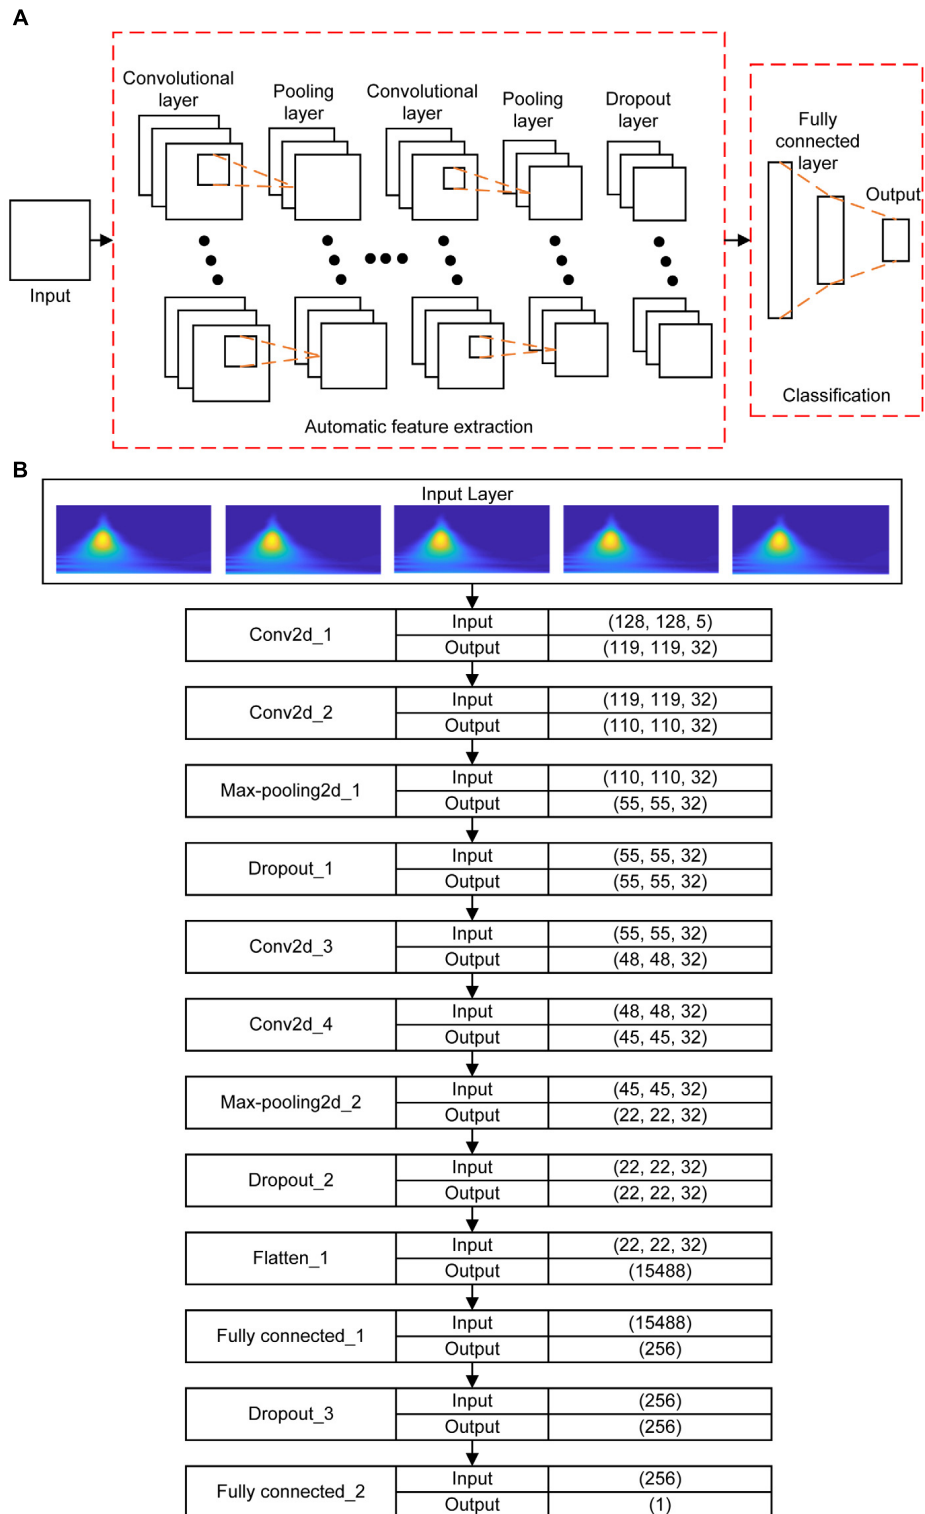 A
Convolutional
layer
Pooling
layer
Convolutional
layer
Pooling
layer
Dropout
layer
Fully
connected
layer
Output
Input
Automatic feature extraction
Classification
B
Input Layer
Conv2d_1
Input
(128, 128, 5)
Output
(119, 119, 32)
Conv2d_2
Input
(119, 119, 32)
Output
(110, 110, 32)
Max-pooling2d_1
Input
(110, 110, 32)
Output
(55, 55, 32)
Dropout_1
Input
(55, 55, 32)
Output
(55, 55, 32)
Conv2d_3
Input
(55, 55, 32)
Output
(48, 48, 32)
Conv2d_4
Input
(48, 48, 32)
Output
(45, 45, 32)
Max-pooling2d_2
Input
(45, 45, 32)
Output
(22, 22, 32)
Dropout_2
Input
(22, 22, 32)
Output
(22, 22, 32)
Flatten_1
Input
(22, 22, 32)
Output
(15488)
Fully connected_1
Input
(15488)
Output
(256)
Dropout_3
Input
(256)
Output
(256)
Fully connected_2
Input
(256)
Output
(1)